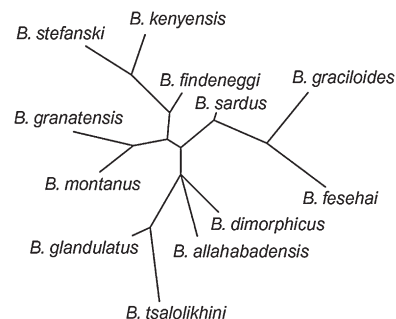 B. kenyensis
B. stefanski
B. findeneggi
B. graciloides
B. sardus
B. granatensis
B. montanus
B. fesehai
B. dimorphicus
B. glandulatus
B. allahabadensis
B. tsalolikhini